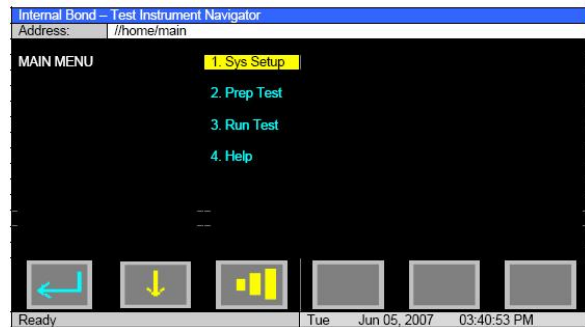 Internal Bond – Test Instrument Navigator
Address: //home/main
MAIN MENU 1. Sys Setup
2. Prep Test
3. Run Test
4. Help
Ready Tue Jun 05, 2007 03:40:53 PM